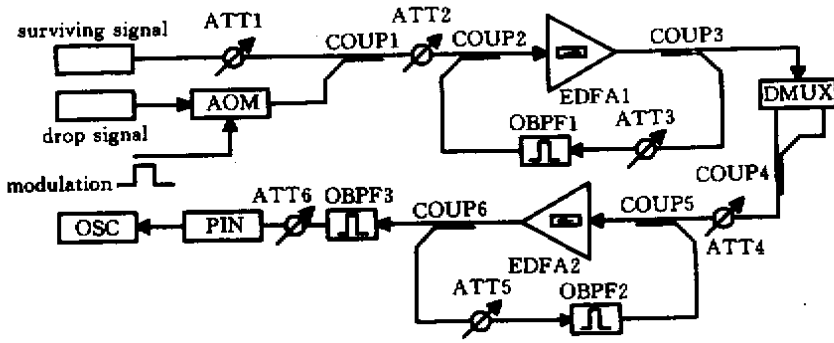 surviving signal
ATT1
ATT2
COUP1
COUP2
COUP3
AOM
EDFA1
DMUX
drop signal
OBPF1
ATT3
modulation
COUP4
ATT6
OBPF3
COUP6
COUP5
OSC
PIN
ATT4
EDFA2
ATT5
OBPF2